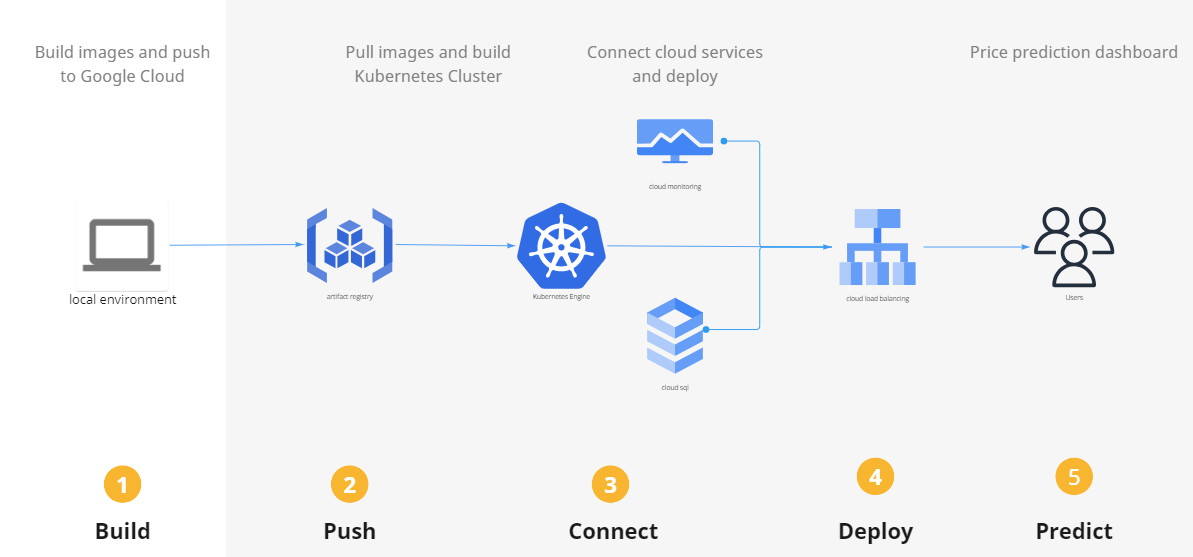 Build images and push
to Google Cloud
Pull images and build
Kubernetes Cluster
Connect cloud services
and deploy
Price prediction dashboard
cloud monitoring
local environment
artifact registry
Kubernetes Engine
cloud load balancing
Users
cloud sql
1
2
3
4
5
Build
Push
Connect
Deploy
Predict